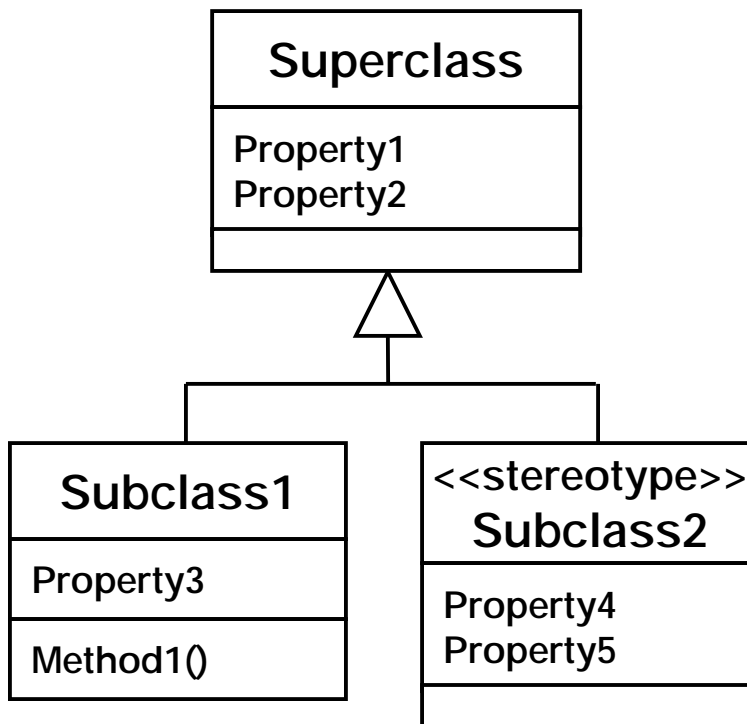 Superclass
Property1
Property2
Subclass1
Property3
Method1()
<<stereotype>>
Subclass2
Property4
Property5